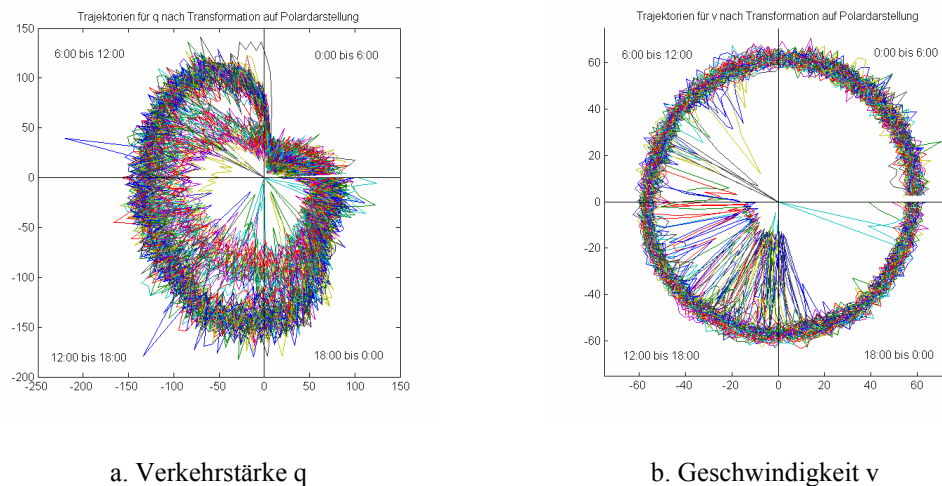 Trajektorien für q nach Transformation auf Polardarstellung
150
6:00 bis 12:00
0:00 bis 6:00
100
50
0
-50
-100
-150
12:00 bis 18:00
18:00 bis 0:00
-200
-250 -200 -150 -100 -50 0 50 100 150
a. Verkehrstärke q
Trajektorien für v nach Transformation auf Polardarstellung
6:00 bis 12:00
0:00 bis 6:00
60
40
20
0
-20
-40
-60
12:00 bis 18:00
18:00 bis 0:00
-60 -40 -20 0 20 40 60
b. Geschwindigkeit v